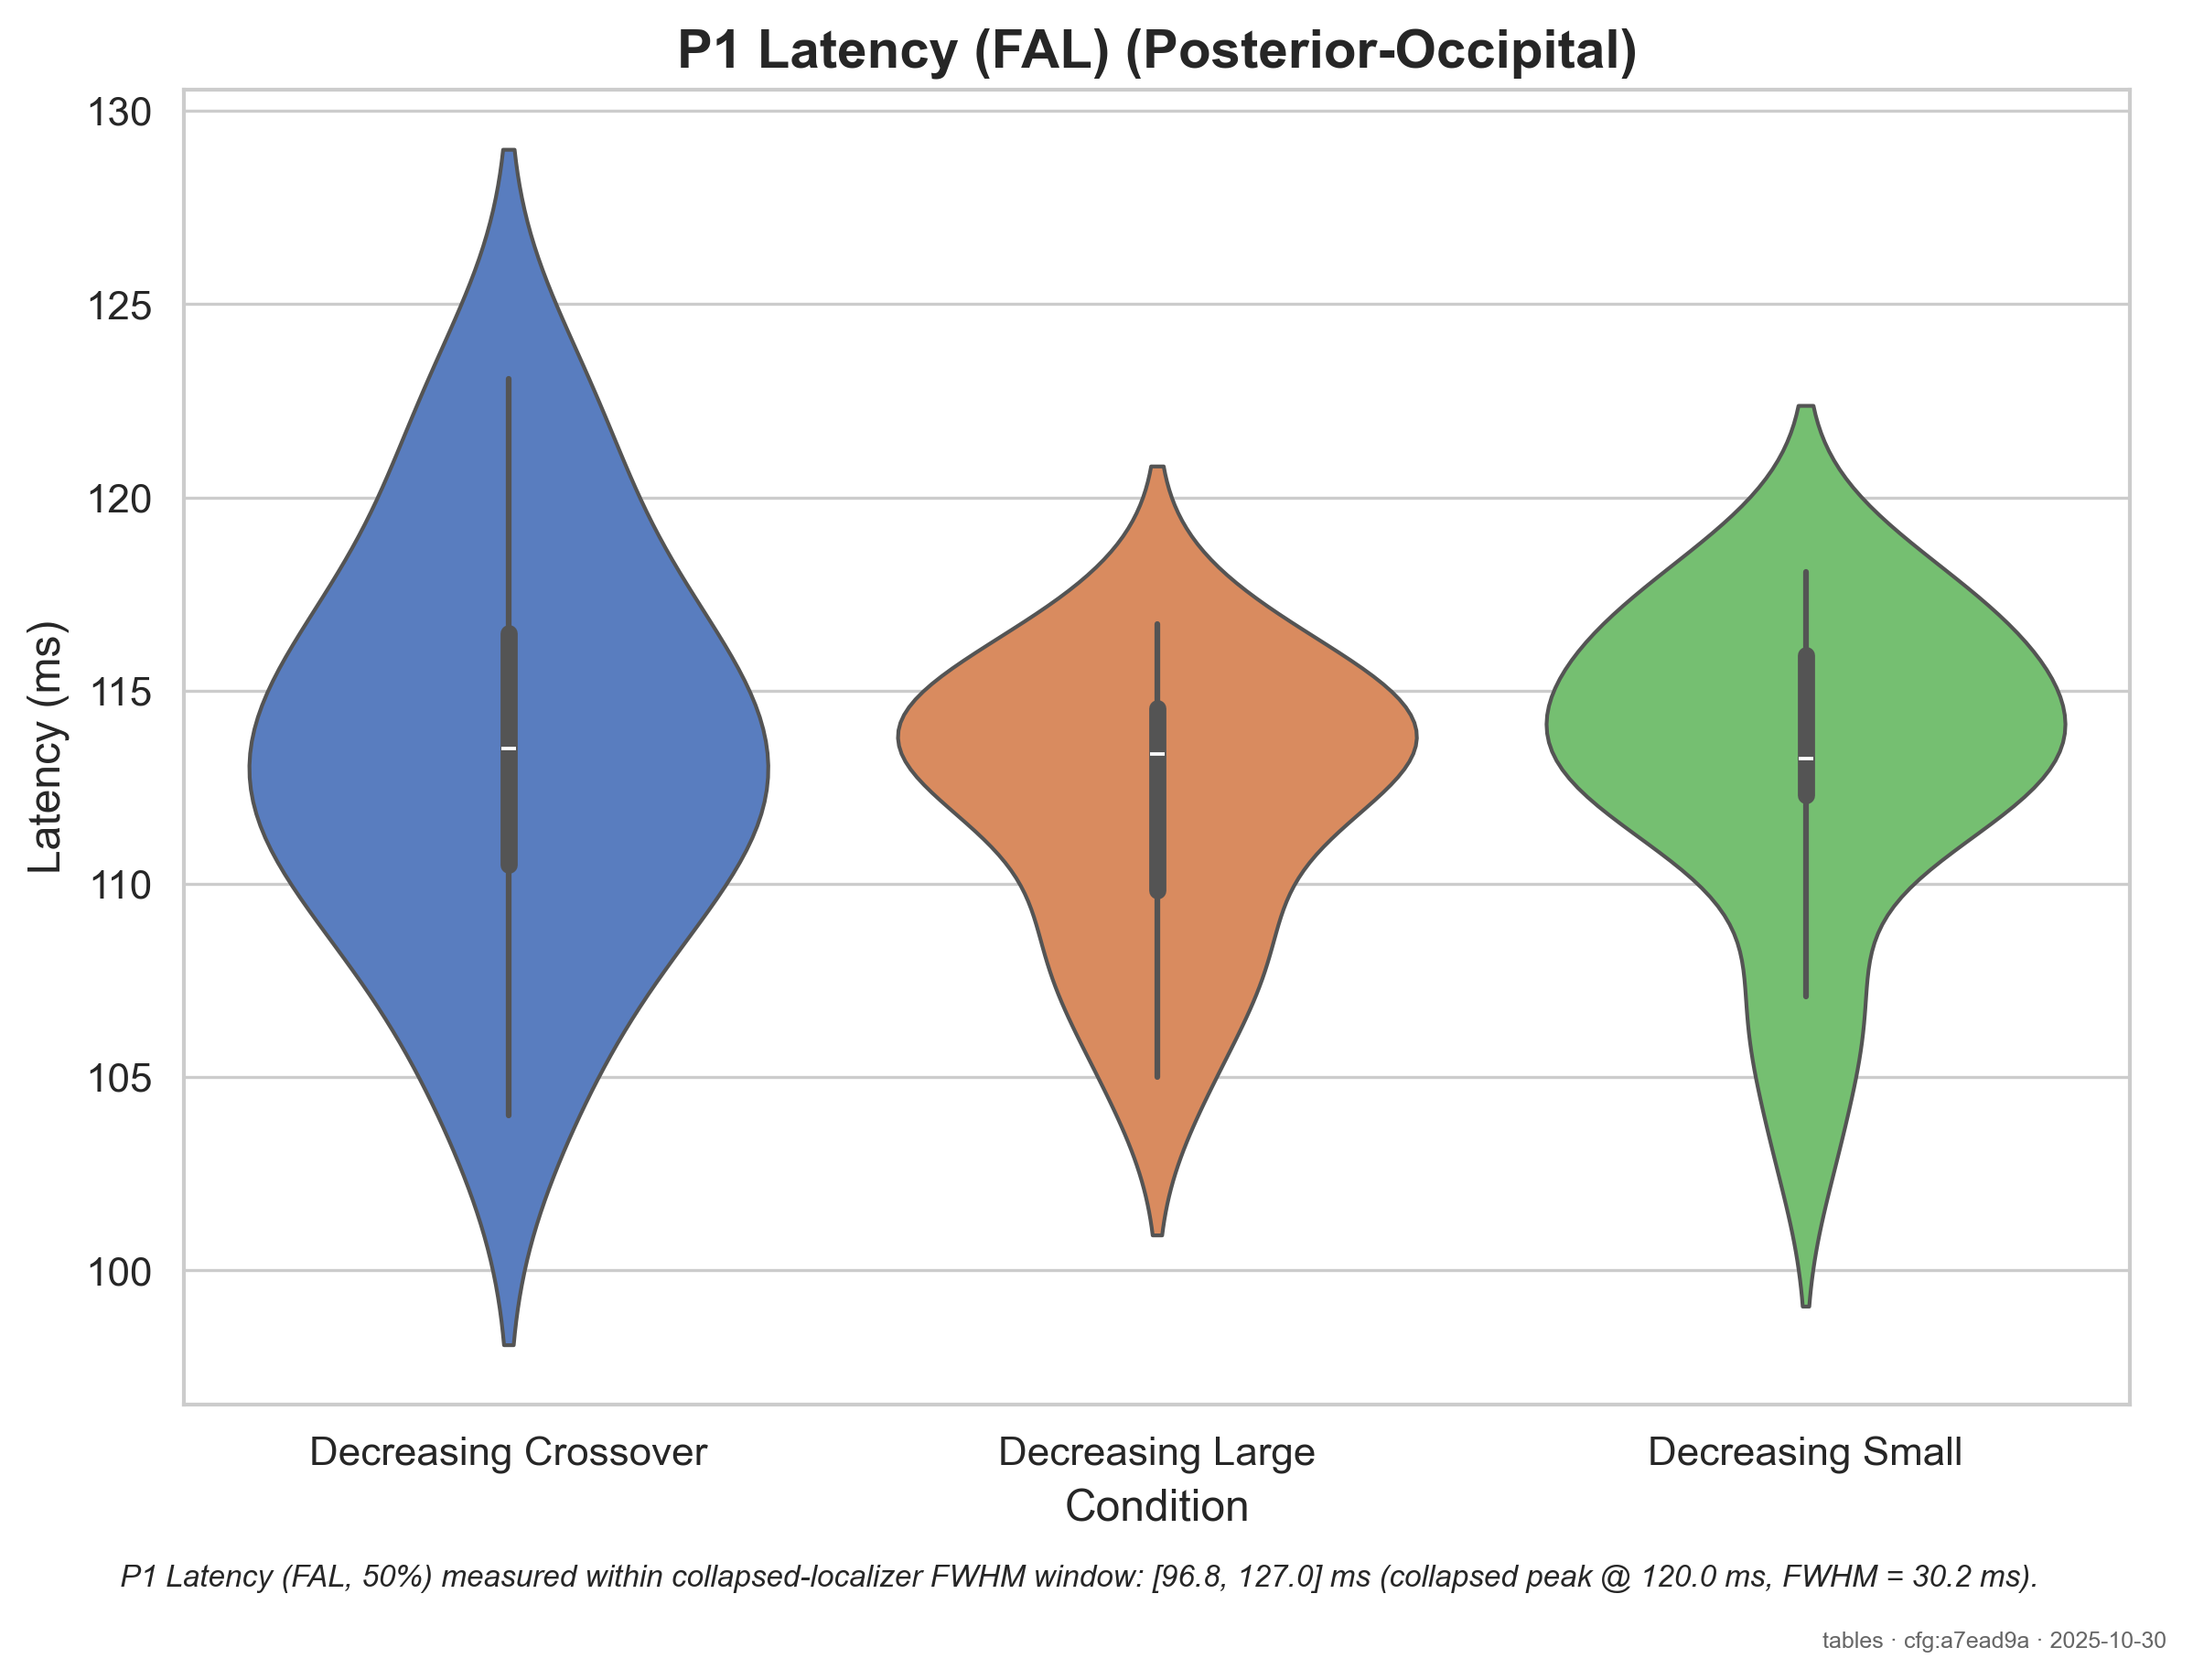 P1 Latency (FAL) (Posterior-Occipital)
130
125
120
115
110
105
100
Latency (ms)
Decreasing Crossover
Decreasing Large
Decreasing Small
Condition
P1 Latency (FAL, 50%) measured within collapsed-localizer FWHM window: [96.8, 127.0] ms (collapsed peak @ 120.0 ms, FWHM = 30.2 ms).
tables · cfg:a7ead9a · 2025-10-30